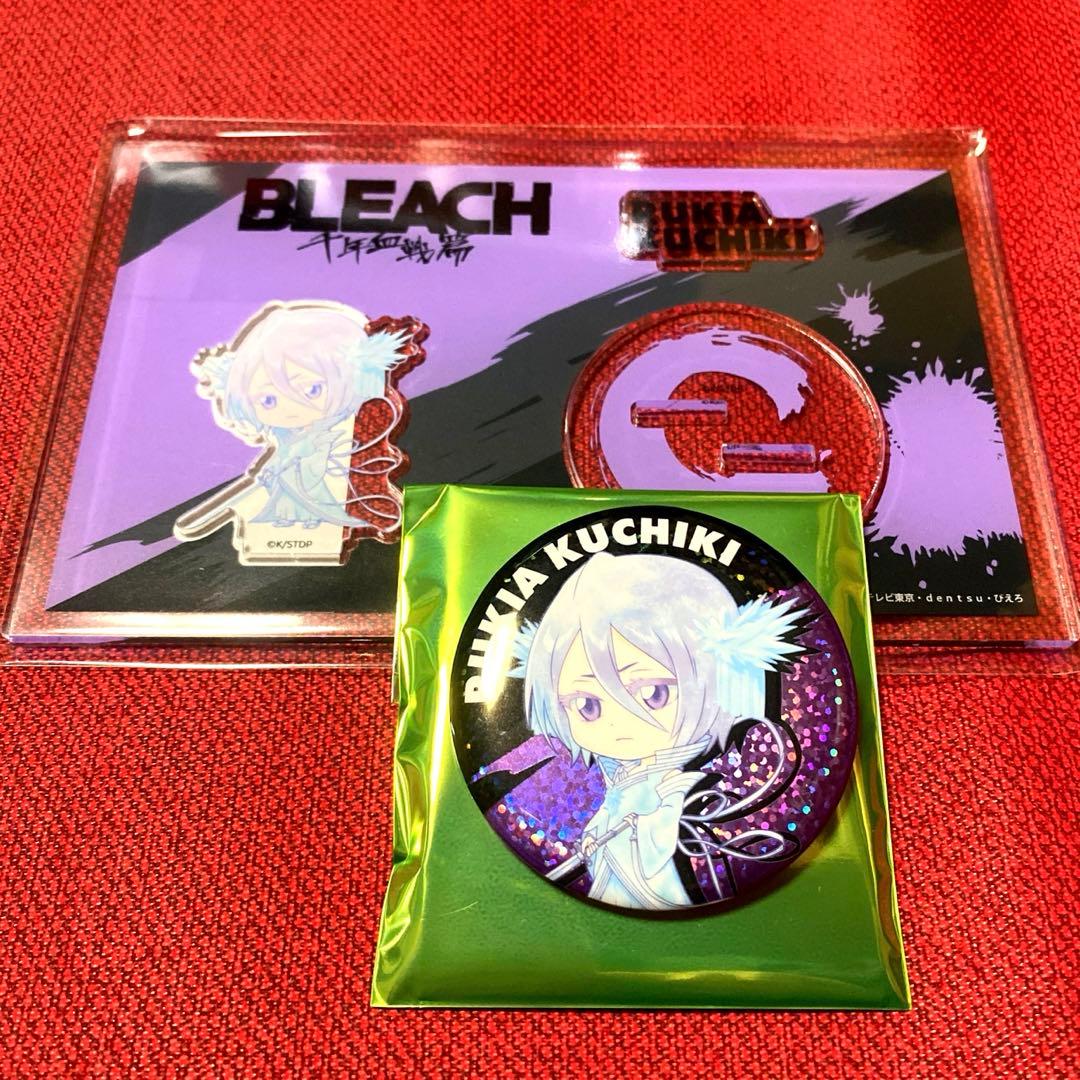 BLEACH
千年血戦篇
RUKIA
KUCHIKI
©K/STDP
テレビ東京・dentsu・ぴえろ
RUKIA KUCHIKI